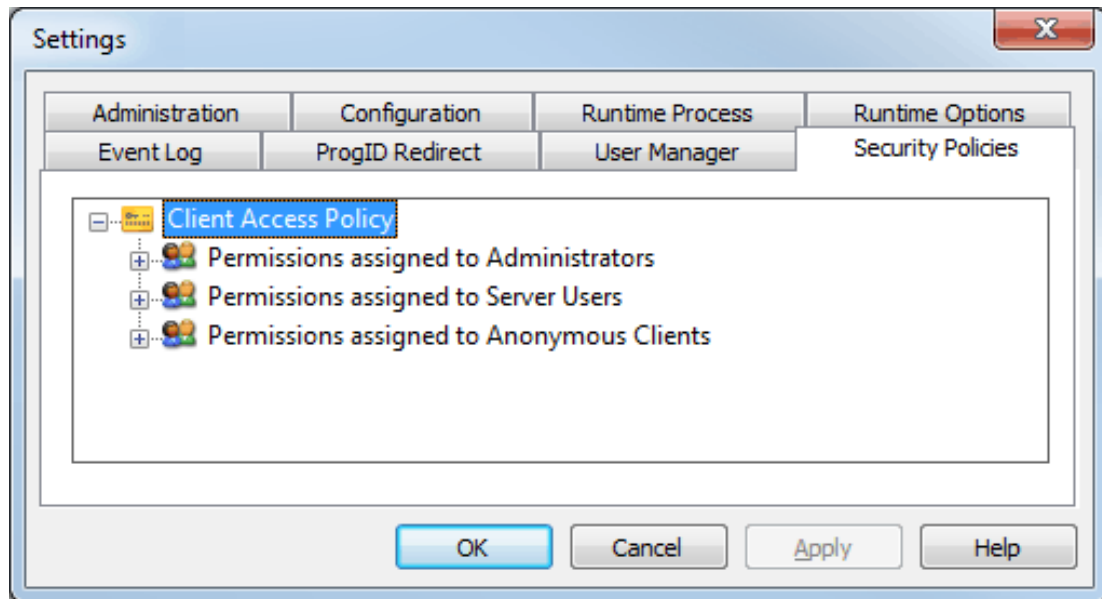 Settings
Administration Configuration Runtime Process Runtime Options
Event Log ProgID Redirect User Manager Security Policies
Client Access Policy
Permissions assigned to Administrators
Permissions assigned to Server Users
Permissions assigned to Anonymous Clients
OK Cancel Apply Help